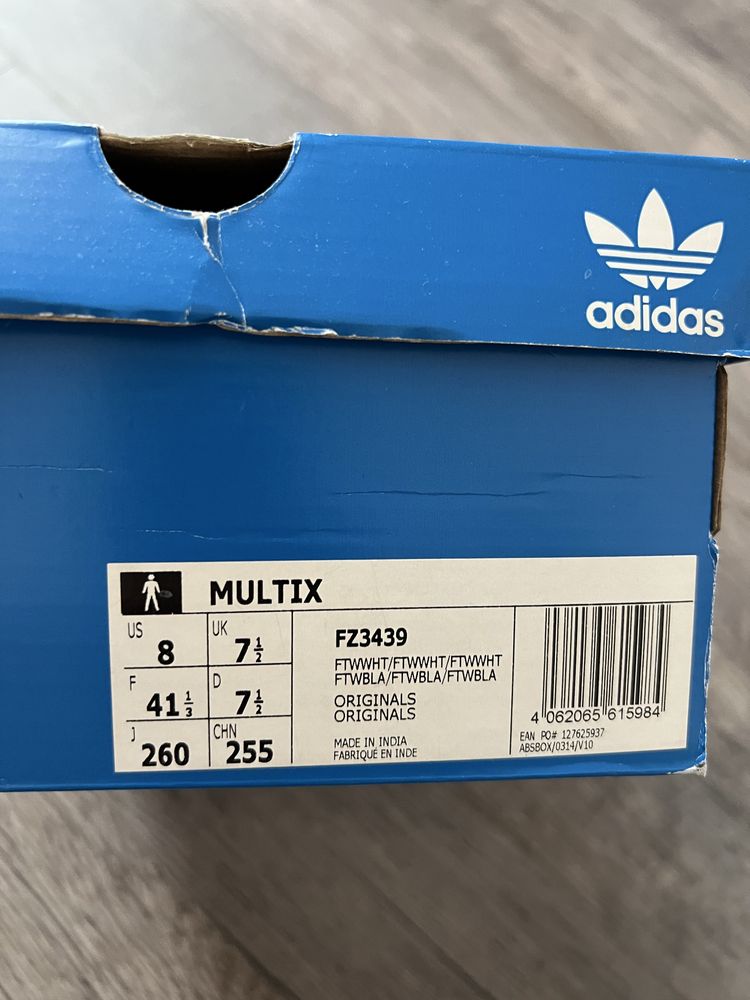 adidas
MULTIX
US 8 UK 7½
F 41⅓ D 7½
J 260 CHN 255
FZ3439
FTWWHT/FTWWHT/FTWWHT
FTWBLA/FTWBLA/FTWBLA
ORIGINALS
ORIGINALS
MADE IN INDIA
FABRIQUÉ EN INDE
4 062065 615984
EAN PO# 127625937
ABSBOX/0314/V10